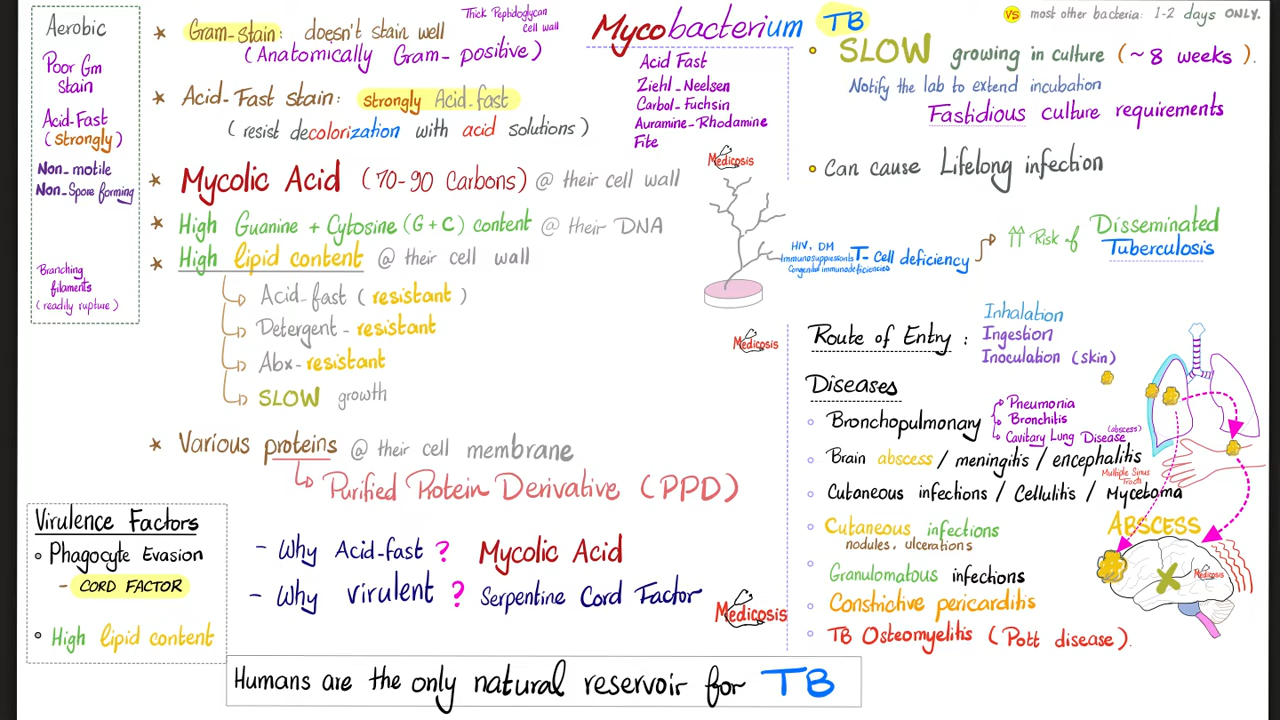 Aerobic
Poor Gm
Stain
Acid-Fast
(strongly)
Non-motile
Non-Spore forming
Branching
filaments
(readily rupture)
* Gram-Stain: doesn't stain well
Thick Peptidoglycan
cell wall
(Anatomically Gram-positive)
* Acid-Fast stain: strongly Acid-fast
(resist decolorization with acid solutions)
* Mycolic Acid (70-90 Carbons) @ their cell wall
* High Guanine + Cytosine (G+C) content @ their DNA
* High lipid content @ their cell wall
Acid-fast (resistant)
Detergent-resistant
Abx-resistant
SLOW growth
* Various proteins @ their cell membrane
Purified Protein Derivative (PPD)
Virulence Factors
Phagocyte Evasion
- CORD FACTOR
High lipid content
- Why Acid-fast ? Mycolic Acid
- Why virulent ? Serpentine Cord Factor
Medicosis
Humans are the only natural reservoir for TB
Mycobacterium TB
Acid Fast
Ziehl-Neelsen
Carbol-Fuchsin
Auramine-Rhodamine
Fite
Medicosis
Medicosis
VS most other bacteria: 1-2 days ONLY.
SLOW growing in culture (~8 weeks).
Notify the lab to extend incubation
Fastidious culture requirements
Can cause Lifelong infection
HIV, DM
Immunosuppressants
Congenital immunodeficiencies
T-Cell deficiency
↑↑ Risk of Disseminated
Tuberculosis
Route of Entry:
Inhalation
Ingestion
Inoculation (skin)
Diseases
Bronchopulmonary
Pneumonia
Bronchitis
Cavitary Lung Disease (abscess)
Brain abscess / meningitis / encephalitis
Multiple Sinus
Tracts
Cutaneous infections / Cellulitis / Mycetoma
ABSCESS
Cutaneous infections
nodules, ulcerations
Granulomatous infections
Constrictive pericarditis
TB Osteomyelitis (Pott disease).
Medicosis